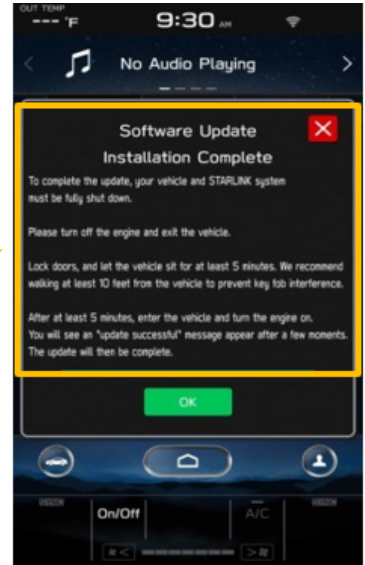 OUT TEMP
--- °F
9:30 AM
No Audio Playing
Software Update
Installation Complete
To complete the update, your vehicle and STARLINK system
must be fully shut down.
Please turn off the engine and exit the vehicle.
Lock doors, and let the vehicle sit for at least 5 minutes. We recommend
walking at least 10 feet from the vehicle to prevent key fob interference.
After at least 5 minutes, enter the vehicle and turn the engine on.
You will see an "update successful" message appear after a few moments.
The update will then be complete.
OK
SYNC
SYNC
On/Off
A/C